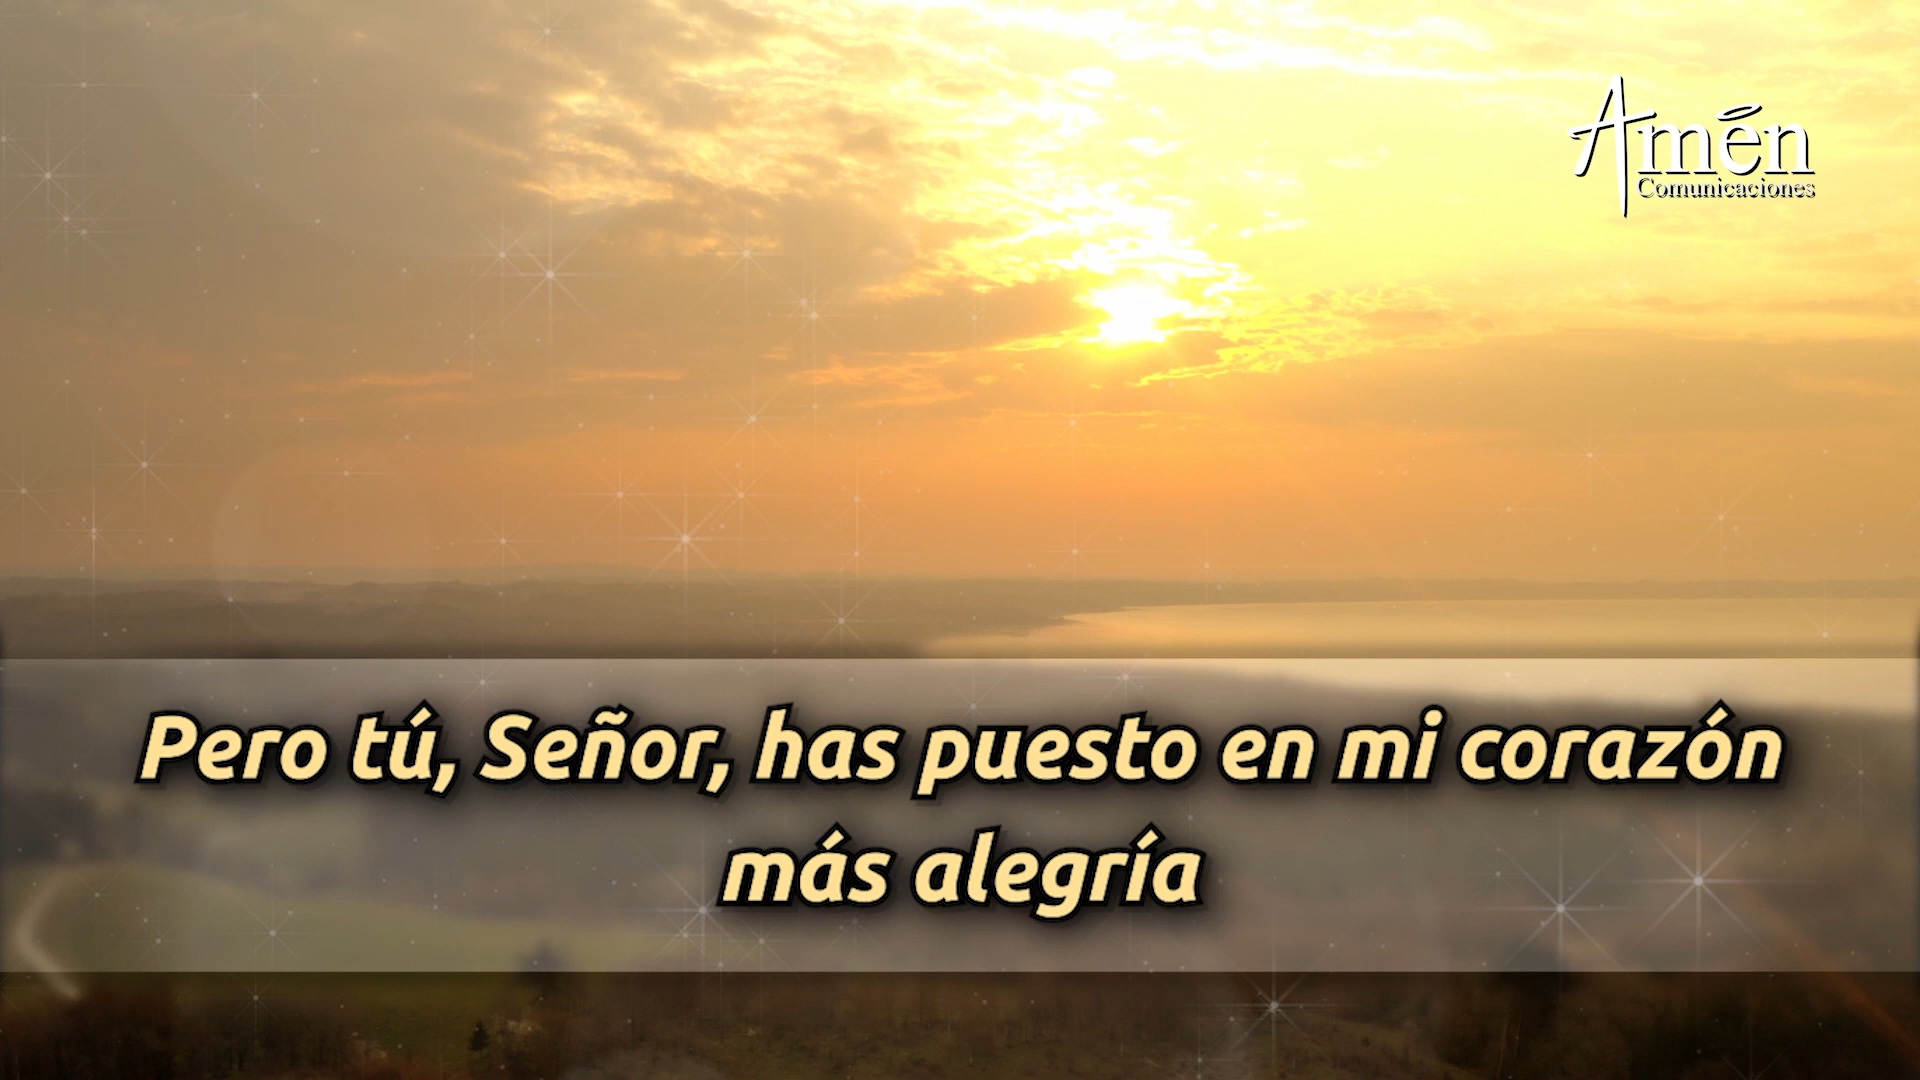 Amén
Comunicaciones
Pero tú, Señor, has puesto en mi corazón
más alegría